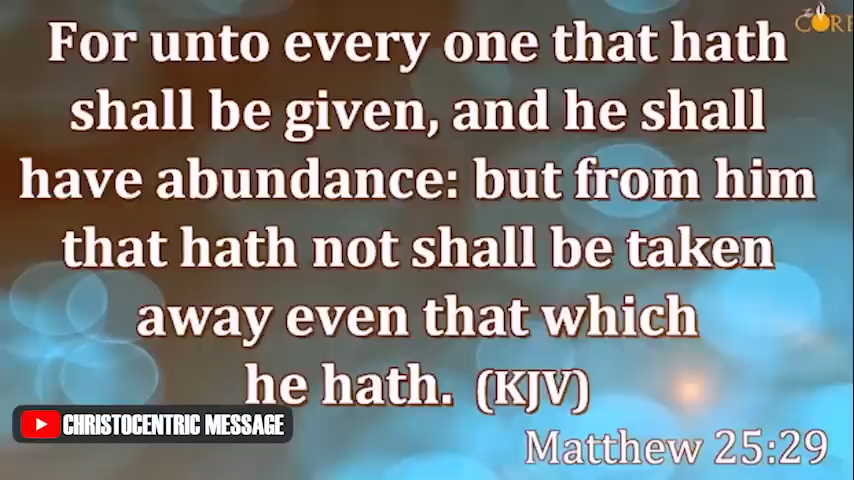 For unto every one that hath
shall be given, and he shall
have abundance: but from him
that hath not shall be taken
away even that which
he hath. (KJV)
CHRISTOCENTRIC MESSAGE
Matthew 25:29